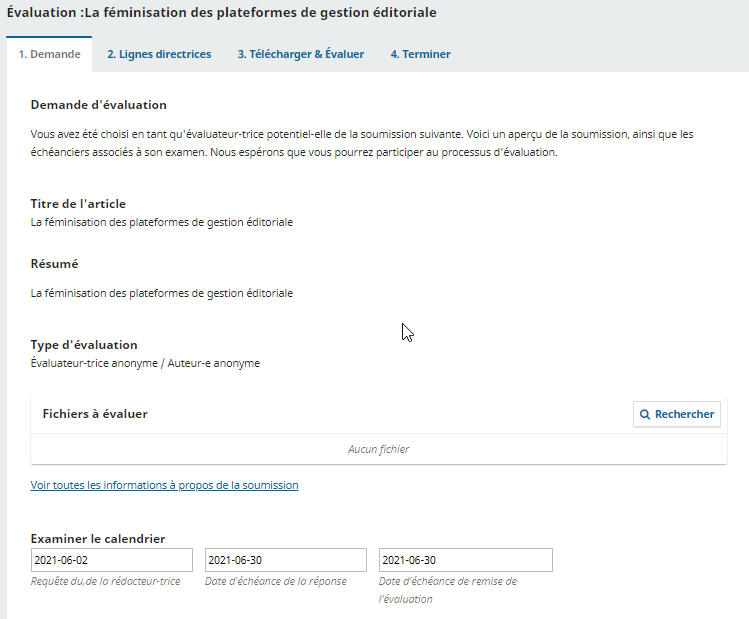 Évaluation :La féminisation des plateformes de gestion éditoriale
1. Demande 2. Lignes directrices 3. Télécharger & Évaluer 4. Terminer
Demande d'évaluation
Vous avez été choisi en tant qu'évaluateur-trice potentiel-elle de la soumission suivante. Voici un aperçu de la soumission, ainsi que les
échéanciers associés à son examen. Nous espérons que vous pourrez participer au processus d'évaluation.
Titre de l'article
La féminisation des plateformes de gestion éditoriale
Résumé
La féminisation des plateformes de gestion éditoriale
Type d'évaluation
Évaluateur-trice anonyme / Auteur-e anonyme
Fichiers à évaluer Rechercher
Aucun fichier
Voir toutes les informations à propos de la soumission
Examiner le calendrier
2021-06-02 2021-06-30 2021-06-30
Requête du,de la rédacteur-trice Date d'échéance de la réponse Date d'échéance de remise de
l'évaluation